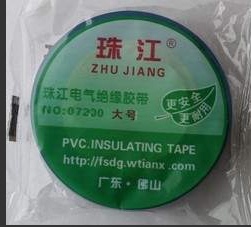 珠江®
ZHU JIANG
珠江电气绝缘胶带
NO:07200 大号
更安全
更耐用
PVC.INSULATING TAPE
http://fsdg.wtianx.com
广东·佛山